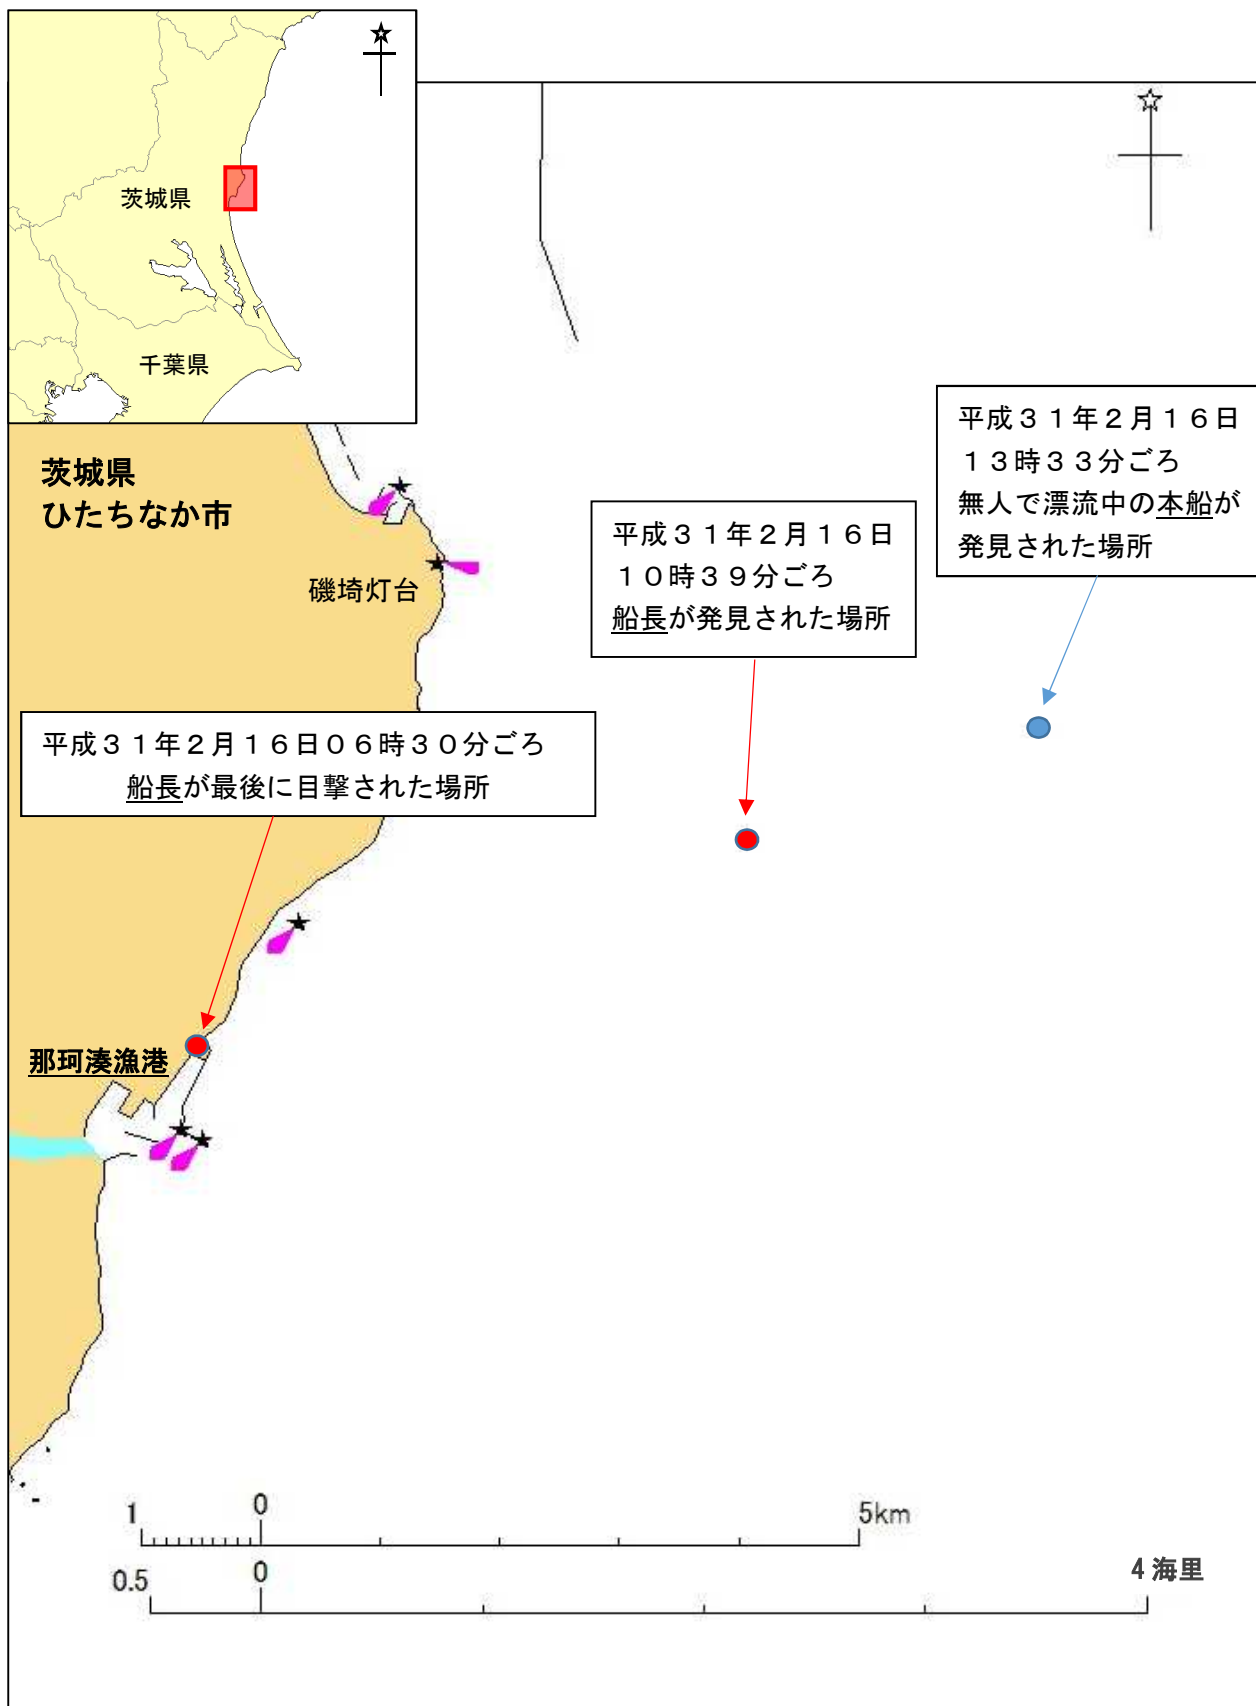 茨城県
千葉県
茨城県
ひたちなか市
磯埼灯台
平成３１年２月１６日
１３時３３分ごろ
無人で漂流中の本船が
発見された場所
平成３１年２月１６日
１０時３９分ごろ
船長が発見された場所
平成３１年２月１６日０６時３０分ごろ
船長が最後に目撃された場所
那珂湊漁港
1 0 5km
0.5 0 4 海里